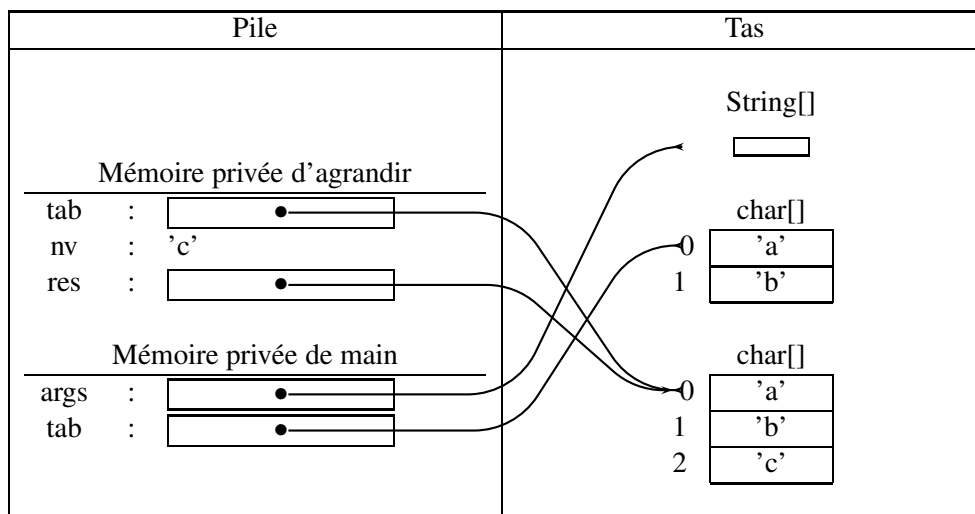 Pile
Tas
String[]
Mémoire privée d'agrandir
tab :
char[]
nv : 'c'
0 'a'
res :
1 'b'
Mémoire privée de main
char[]
args :
0 'a'
tab :
1 'b'
2 'c'